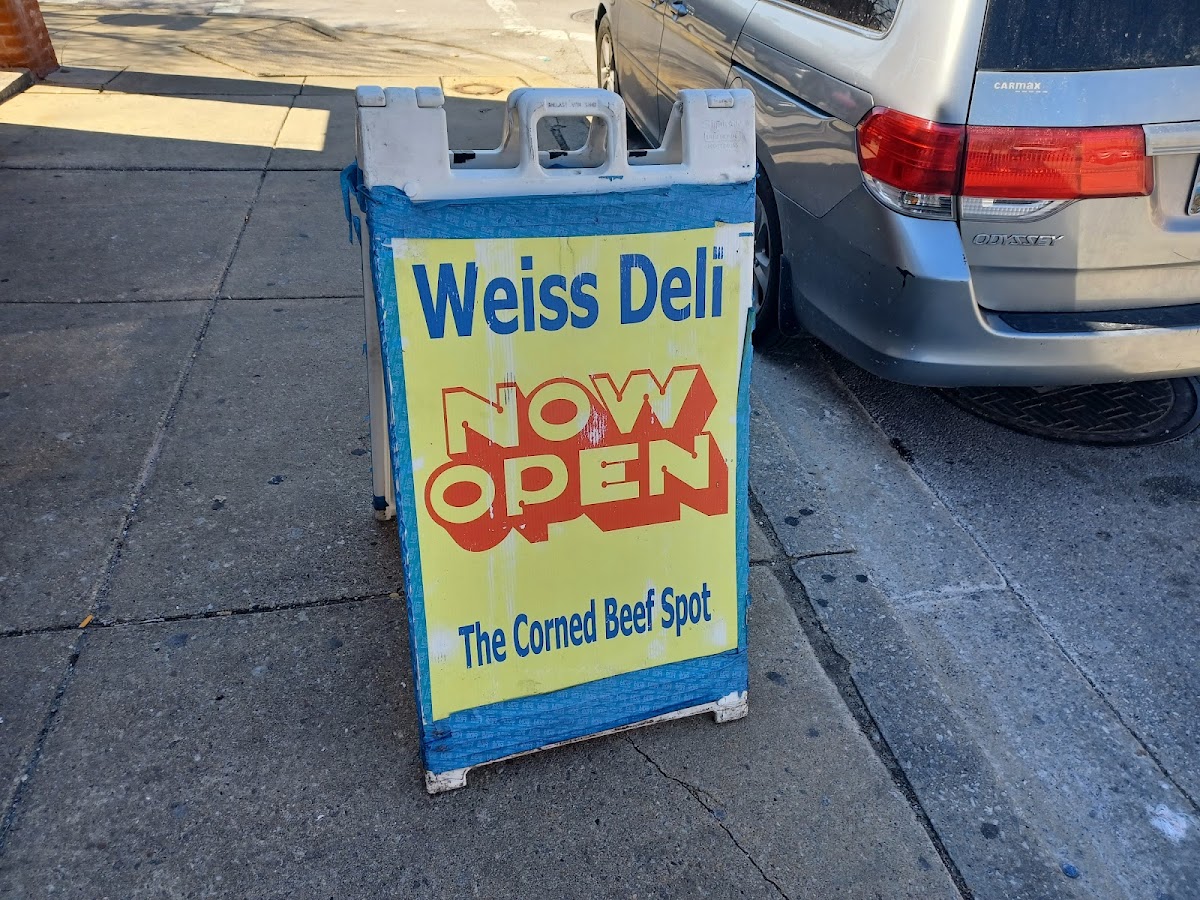 Weiss Deli
NOW
OPEN
The Corned Beef Spot
CARMAX
ODYSSEY